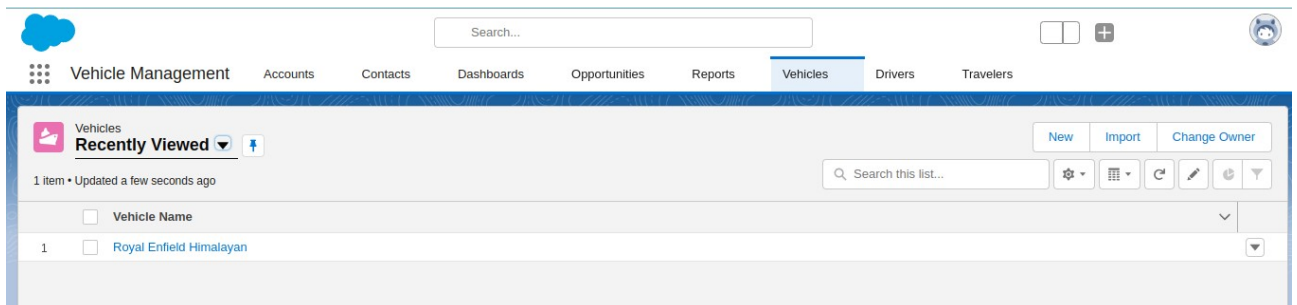 Search...
Vehicle Management Accounts Contacts Dashboards Opportunities Reports Vehicles Drivers Travelers
Vehicles
Recently Viewed
New Import Change Owner
1 item • Updated a few seconds ago
Search this list...
Vehicle Name
1 Royal Enfield Himalayan